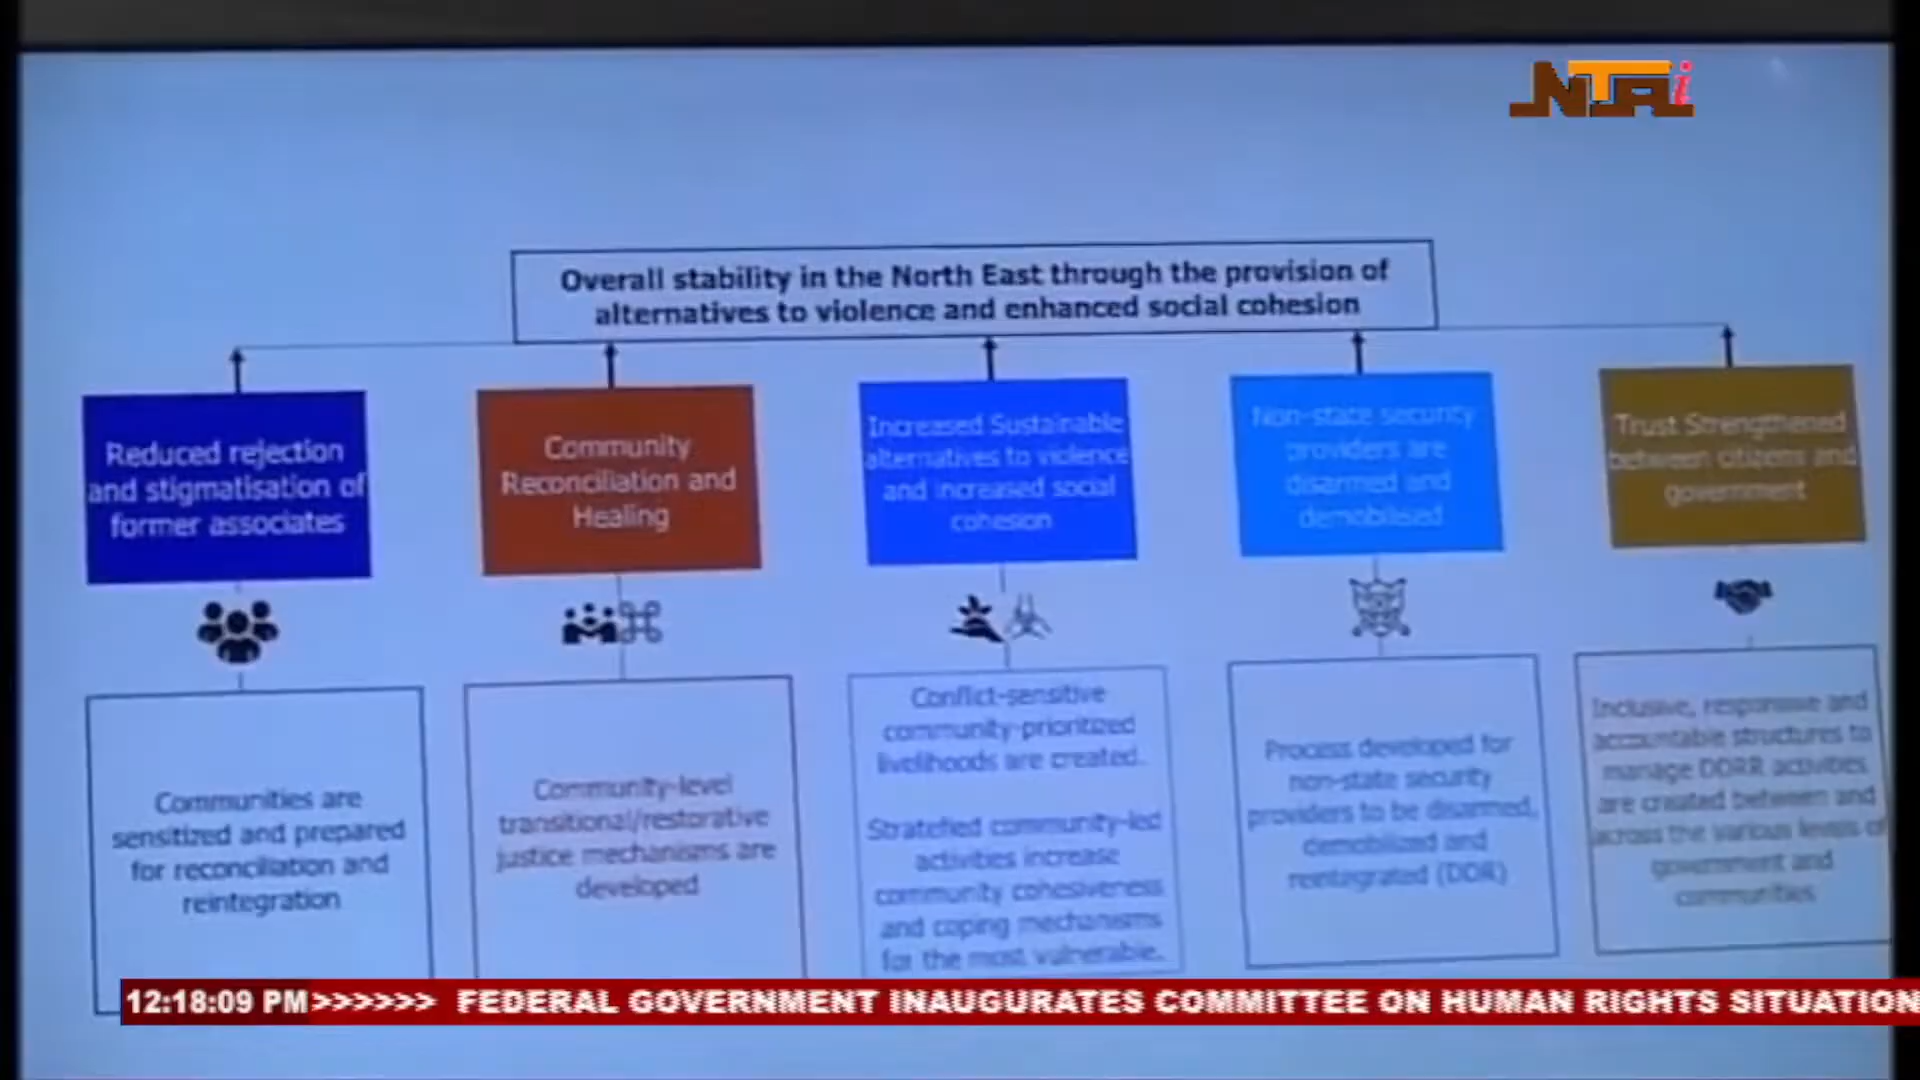 NTAi
Overall stability in the North East through the provision of
alternatives to violence and enhanced social cohesion
Reduced rejection
and stigmatisation of
former associates
Community
Reconciliation and
Healing
Increased Sustainable
alternatives to violence
and increased social
cohesion
Non-state security
providers are
disarmed and
demobilised
Trust Strengthened
between citizens and
government
Communities are
sensitized and prepared
for reconciliation and
reintegration
Community-level
transitional/restorative
justice mechanisms are
developed
Conflict-sensitive
community-prioritized
livelihoods are created.
Stratefied community-led
activities increase
community cohesiveness
and coping mechanisms
for the most vulnerable.
Process developed for
non-state security
providers to be disarmed,
demobilized and
reintegrated (DDR)
Inclusive, responsive and
accountable structures to
manage DDRR activities
are created between and
across the various levels of
government and
communities
12:18:09 PM>>>>>> FEDERAL GOVERNMENT INAUGURATES COMMITTEE ON HUMAN RIGHTS SITUATION